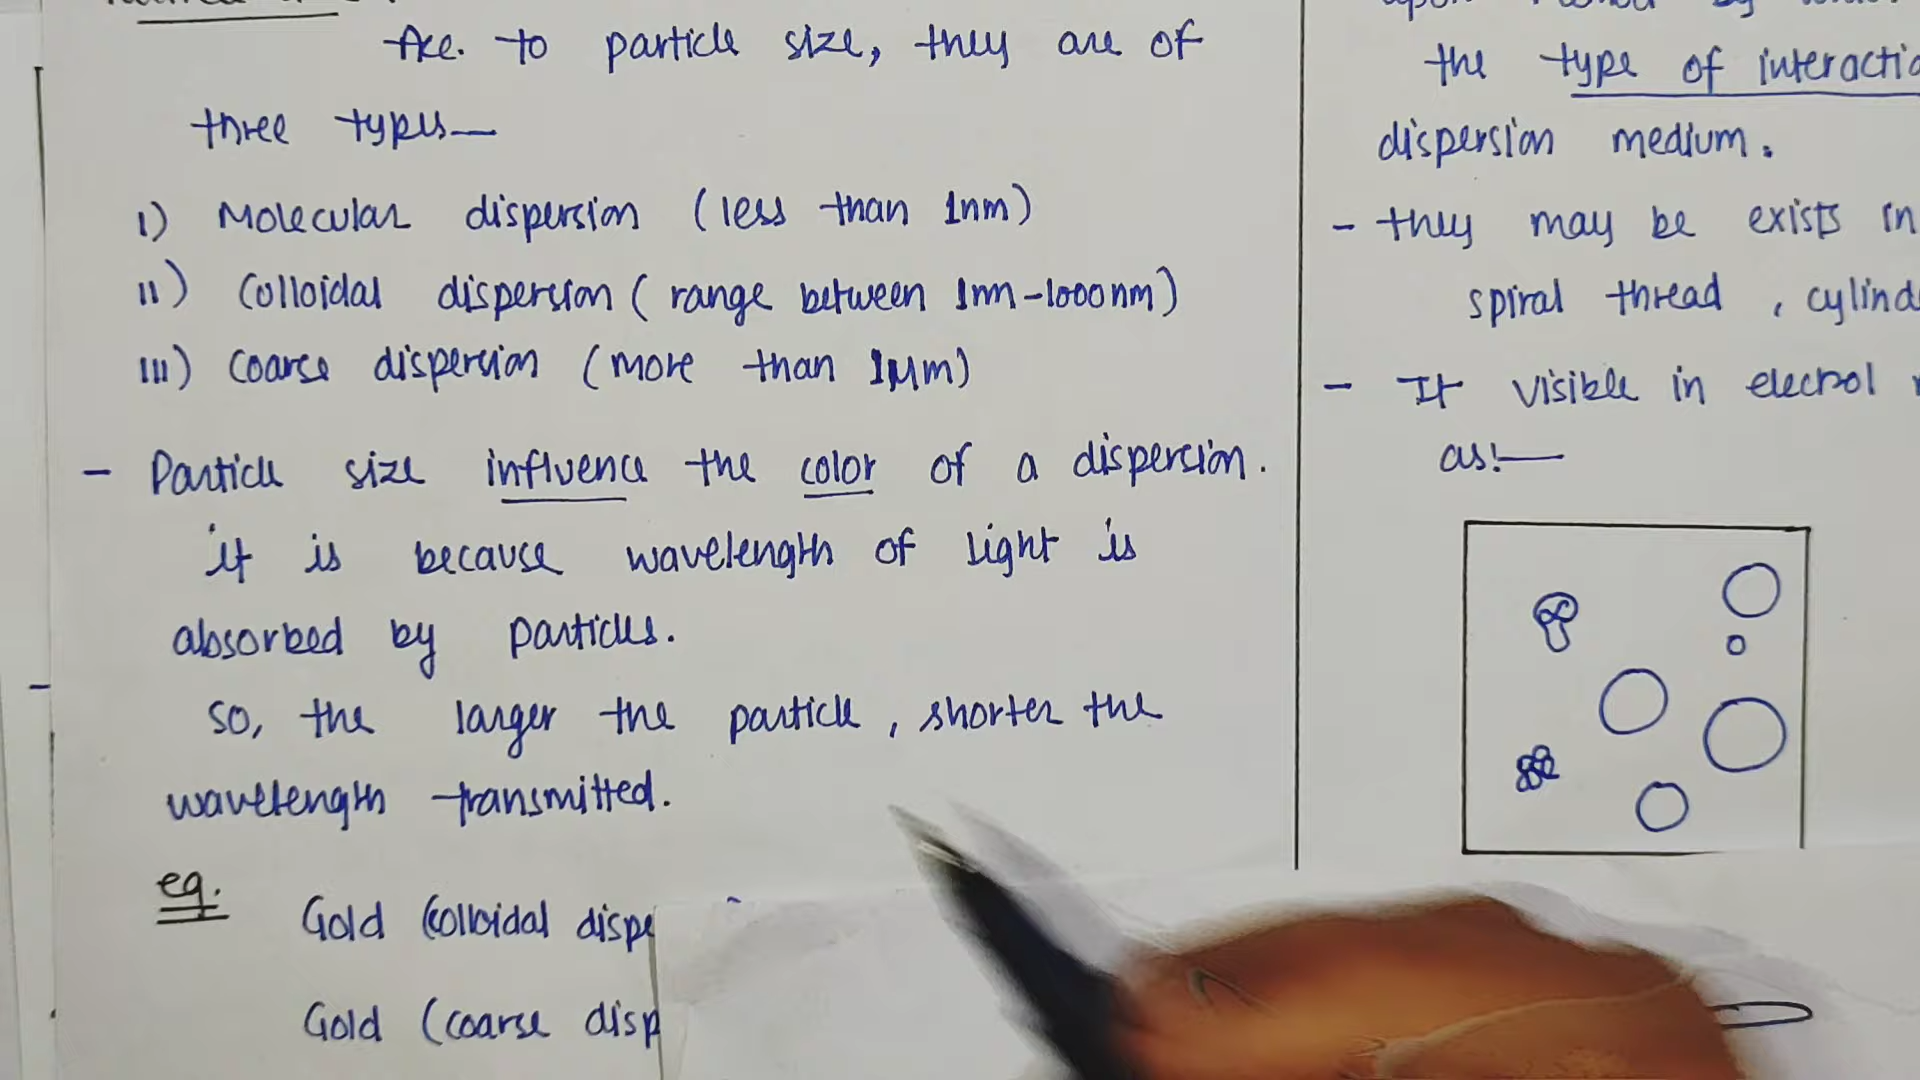 Acc. to particle size, they are of
three types—
I) Molecular dispersion (less than 1nm)
II) Colloidal dispersion (range between 1nm-1000nm)
III) Coarse dispersion (more than 1μm)
- Particle size influence the color of a dispersion.
it is because wavelength of light is
absorbed by particles.
so, the larger the particle, shorter the
wavelength transmitted.
eg.
Gold (colloidal dispe
Gold (coarse disp
the type of interactio
dispersion medium.
- they may be exists in
spiral thread, cylind
- It visible in electrol
as:—